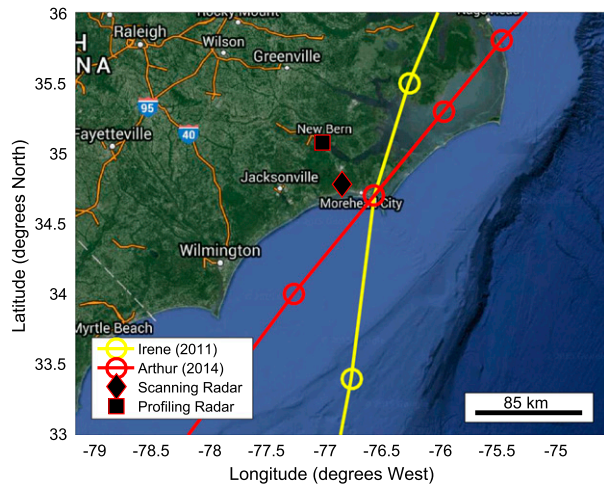 36
35.5
35
34.5
34
33.5
33
Latitude (degrees North)
Rocky Mount
Raleigh
Wilson
Greenville
95
40
Fayetteville
New Bern
Jacksonville
City
Wilmington
Myrtle Beach
Irene (2011)
Arthur (2014)
Scanning Radar
Profiling Radar
85 km
-79 -78.5 -78 -77.5 -77 -76.5 -76 -75.5 -75
Longitude (degrees West)